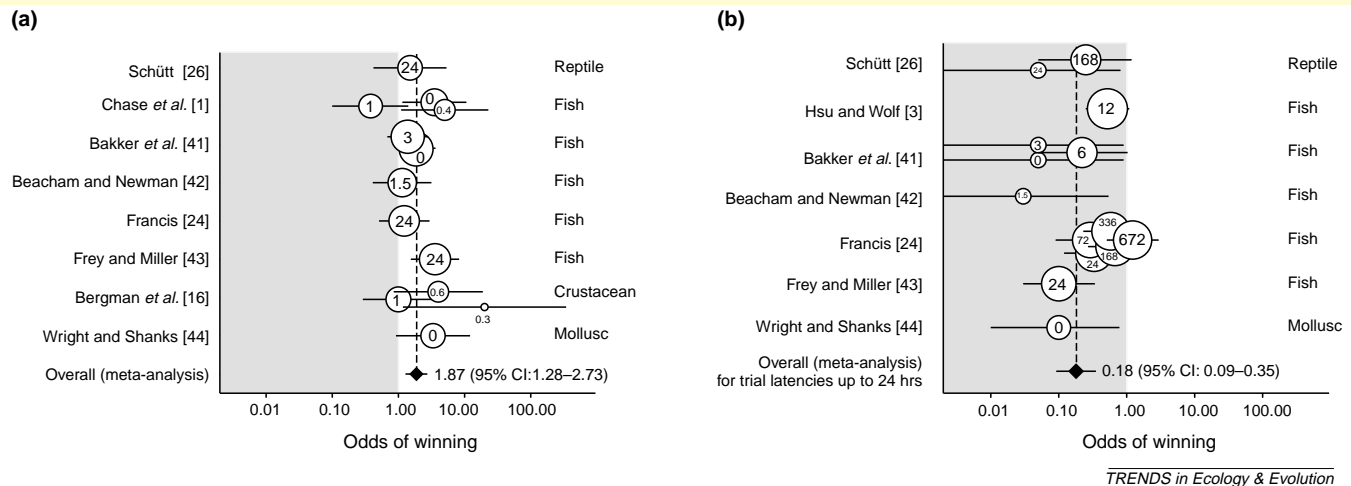 (a)
Schütt [26] 24 Reptile
Chase et al. [1] 1 0 0.4 Fish
Bakker et al. [41] 3 0 Fish
Beacham and Newman [42] 1.5 Fish
Francis [24] 24 Fish
Frey and Miller [43] 24 Fish
Bergman et al. [16] 1 0.6 0.3 Crustacean
Wright and Shanks [44] 0 Mollusc
Overall (meta-analysis) 1.87 (95% CI:1.28–2.73)
0.01 0.10 1.00 10.00 100.00
Odds of winning
(b)
Schütt [26] 168 24 Reptile
Hsu and Wolf [3] 12 Fish
Bakker et al. [41] 3 6 0 Fish
Beacham and Newman [42] 1.5 Fish
Francis [24] 72 336 24 168 672 Fish
Frey and Miller [43] 24 Fish
Wright and Shanks [44] 0 Mollusc
Overall (meta-analysis)
for trial latencies up to 24 hrs
0.18 (95% CI: 0.09–0.35)
0.01 0.10 1.00 10.00 100.00
Odds of winning
TRENDS in Ecology & Evolution